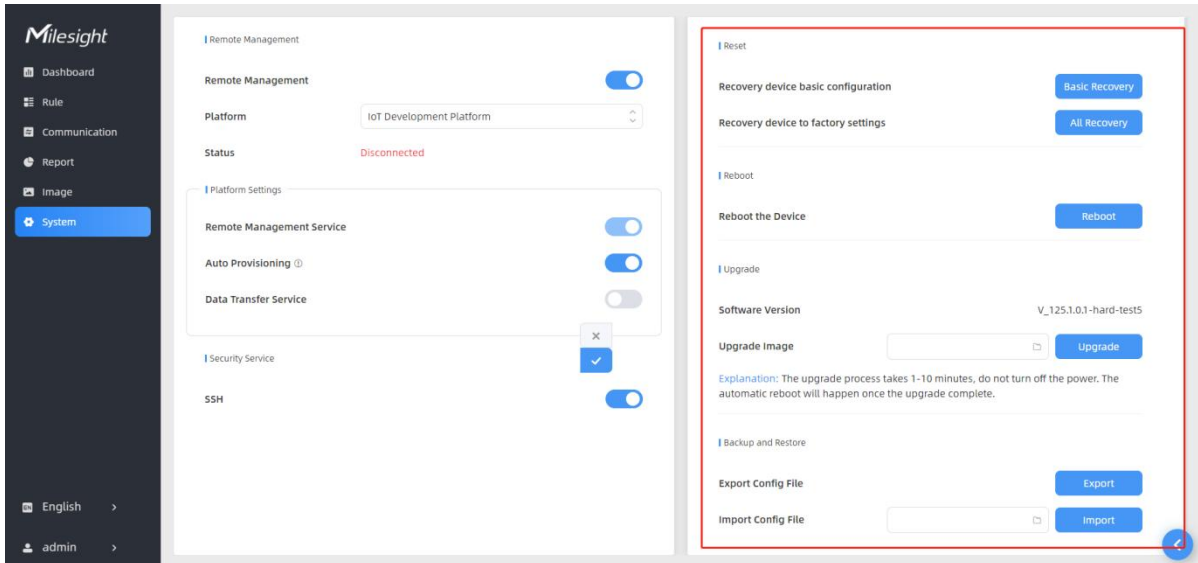 Milesight
Dashboard
Rule
Communication
Report
Image
System
English
admin
Remote Management
Remote Management
Platform IoT Development Platform
Status Disconnected
Platform Settings
Remote Management Service
Auto Provisioning
Data Transfer Service
Security Service
SSH
Reset
Recovery device basic configuration Basic Recovery
Recovery device to factory settings All Recovery
Reboot
Reboot the Device Reboot
Upgrade
Software Version V_125.1.0.1-hard-test5
Upgrade Image Upgrade
Explanation: The upgrade process takes 1-10 minutes, do not turn off the power. The
automatic reboot will happen once the upgrade complete.
Backup and Restore
Export Config File Export
Import Config File Import